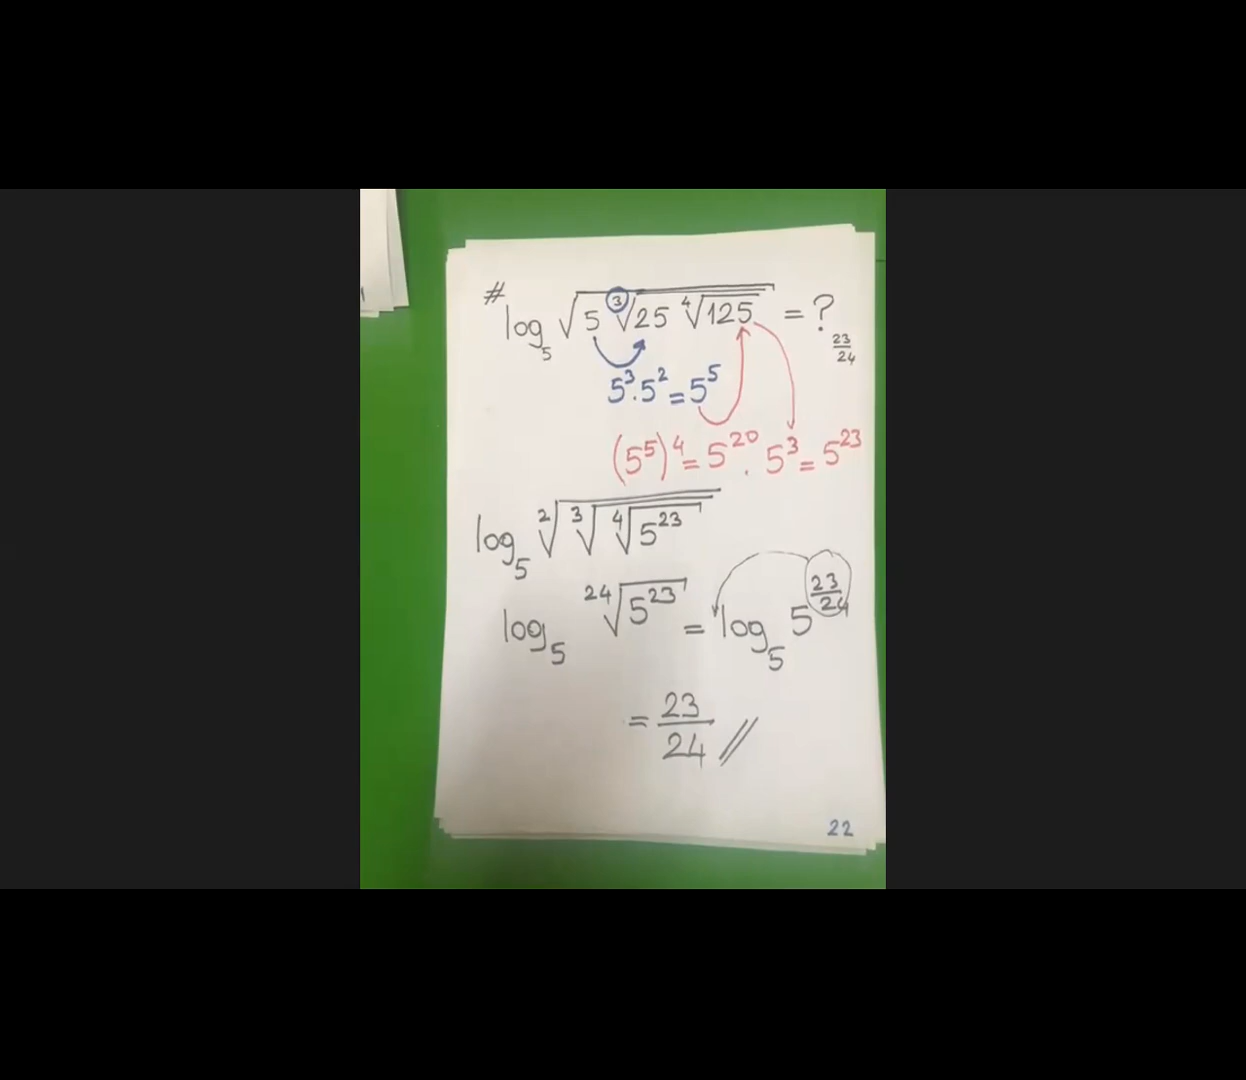 # log₅ √(5 ³√(25 ⁴√125)) = ? 23/24
5³.5² = 5⁵
(5⁵)⁴ = 5²⁰ . 5³ = 5²³
log₅ ²√(³√(⁴√(5²³)))
log₅ ²⁴√(5²³) = log₅ 5^(23/24)
= 23/24 //
22